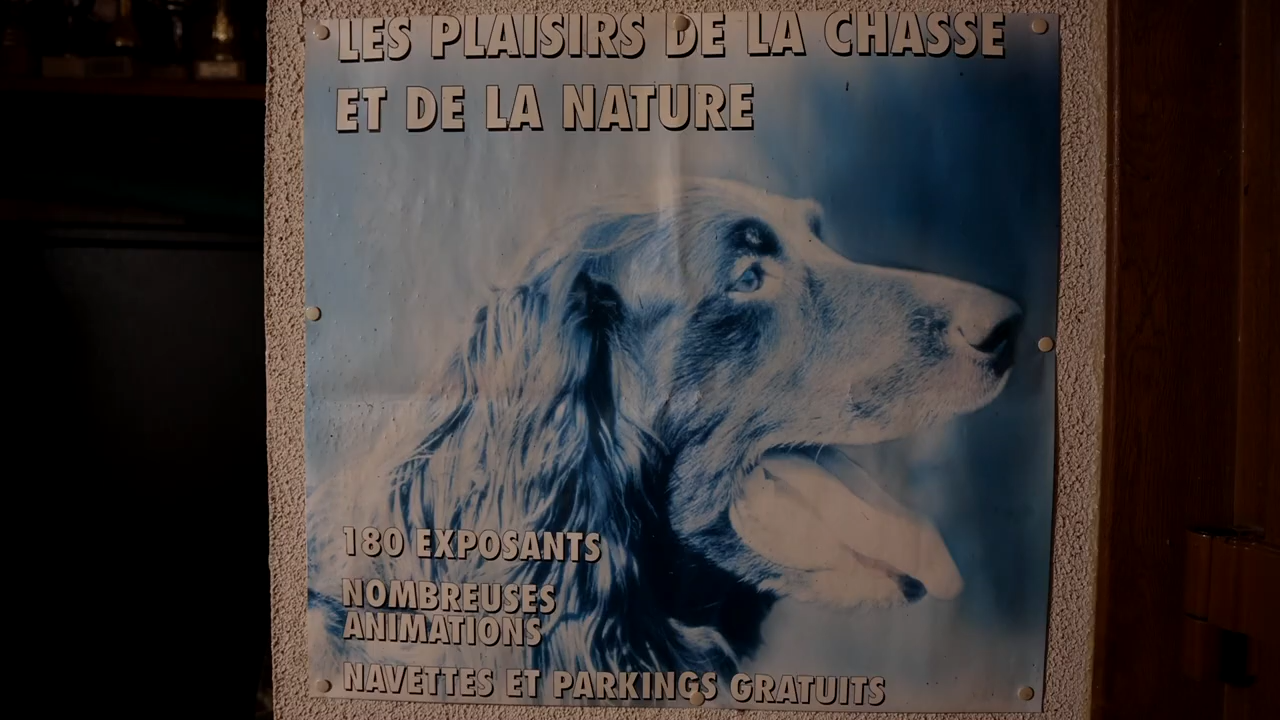 LES PLAISIRS DE LA CHASSE
ET DE LA NATURE
180 EXPOSANTS
NOMBREUSES
ANIMATIONS
NAVETTES ET PARKINGS GRATUITS